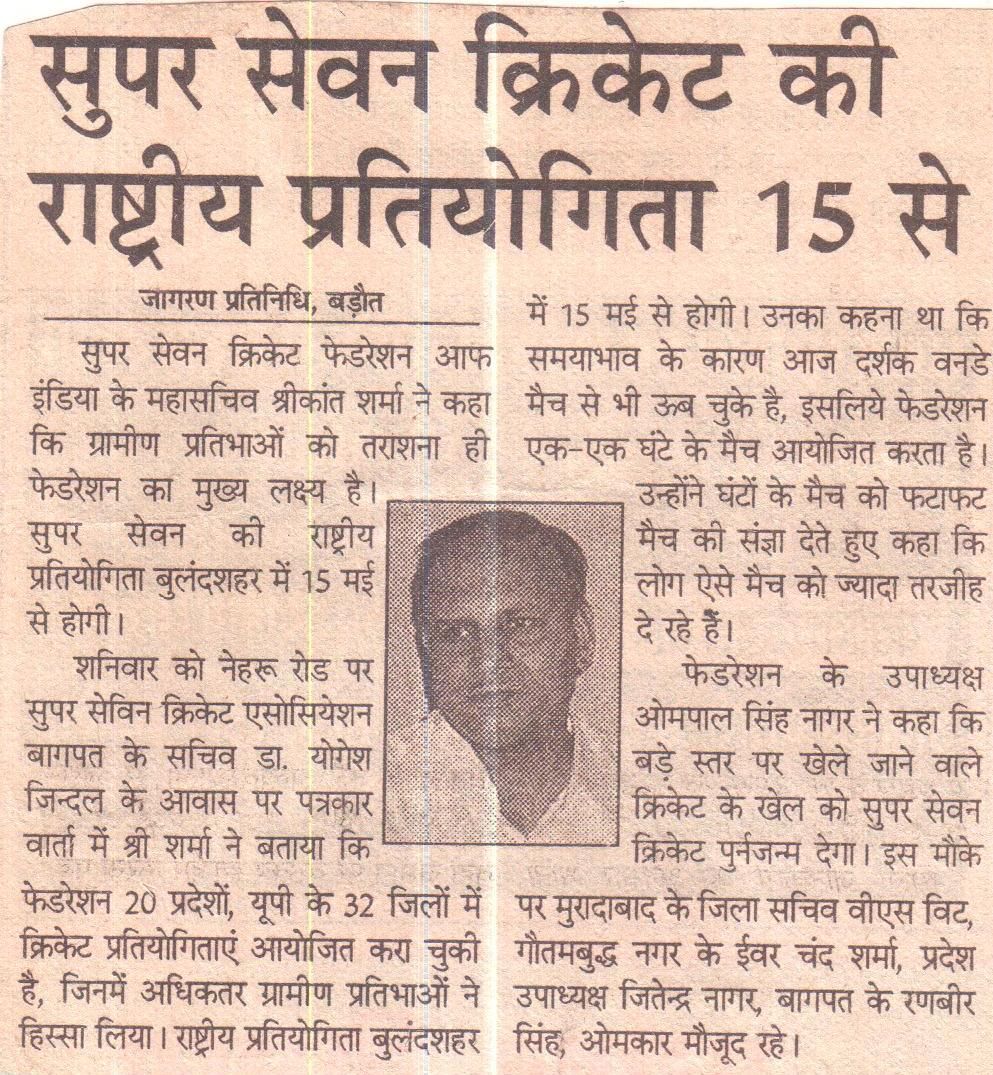 सुपर सेवन क्रिकेट की
राष्ट्रीय प्रतियोगिता 15 से
जागरण प्रतिनिधि, बड़ौत
सुपर सेवन क्रिकेट फेडरेशन आफ
इंडिया के महासचिव श्रीकांत शर्मा ने कहा
कि ग्रामीण प्रतिभाओं को तराशना ही
फेडरेशन का मुख्य लक्ष्य है।
सुपर सेवन की राष्ट्रीय
प्रतियोगिता बुलंदशहर में 15 मई
से होगी।
शनिवार को नेहरू रोड पर
सुपर सेविन क्रिकेट एसोसियेशन
बागपत के सचिव डा. योगेश
जिन्दल के आवास पर पत्रकार
वार्ता में श्री शर्मा ने बताया कि
फेडरेशन 20 प्रदेशों, यूपी के 32 जिलों में
क्रिकेट प्रतियोगिताएं आयोजित करा चुकी
है, जिनमें अधिकतर ग्रामीण प्रतिभाओं ने
हिस्सा लिया। राष्ट्रीय प्रतियोगिता बुलंदशहर
में 15 मई से होगी। उनका कहना था कि
समयाभाव के कारण आज दर्शक वनडे
मैच से भी ऊब चुके है, इसलिये फेडरेशन
एक-एक घंटे के मैच आयोजित करता है।
उन्होंने घंटों के मैच को फटाफट
मैच की संज्ञा देते हुए कहा कि
लोग ऐसे मैच को ज्यादा तरजीह
दे रहे हैं।
फेडरेशन के उपाध्यक्ष
ओमपाल सिंह नागर ने कहा कि
बड़े स्तर पर खेले जाने वाले
क्रिकेट के खेल को सुपर सेवन
क्रिकेट पुर्नजन्म देगा। इस मौके
पर मुरादाबाद के जिला सचिव वीएस विट,
गौतमबुद्ध नगर के ईवर चंद शर्मा, प्रदेश
उपाध्यक्ष जितेन्द्र नागर, बागपत के रणबीर
सिंह, ओमकार मौजूद रहे।